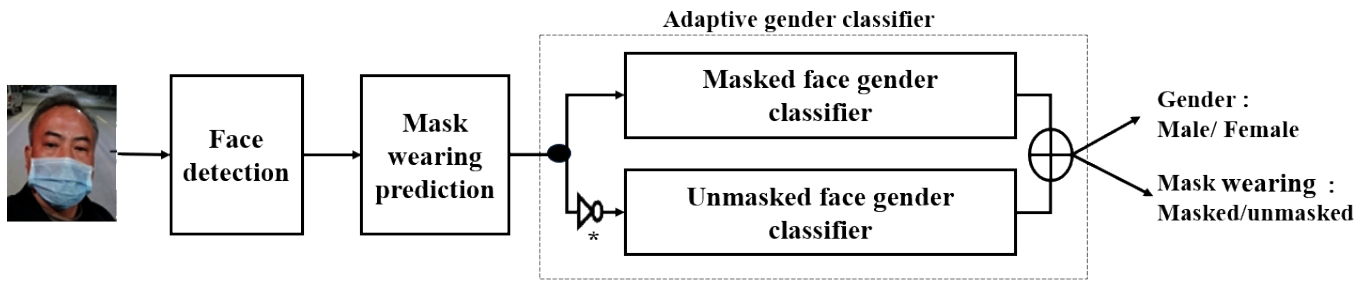 Adaptive gender classifier
Face
detection
Mask
wearing
prediction
Masked face gender
classifier
*
Unmasked face gender
classifier
Gender :
Male/ Female
Mask wearing :
Masked/unmasked